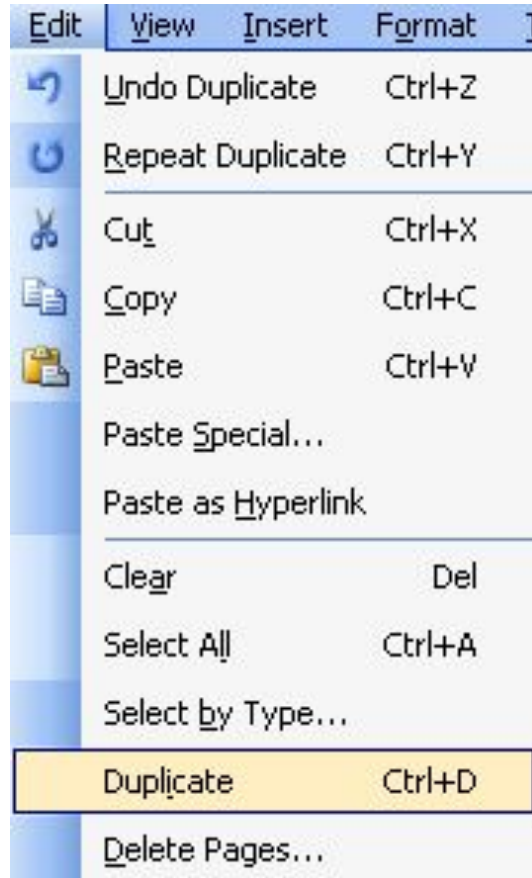 Edit View Insert Format
Undo Duplicate Ctrl+Z
Repeat Duplicate Ctrl+Y
Cut Ctrl+X
Copy Ctrl+C
Paste Ctrl+V
Paste Special...
Paste as Hyperlink
Clear Del
Select All Ctrl+A
Select by Type...
Duplicate Ctrl+D
Delete Pages...